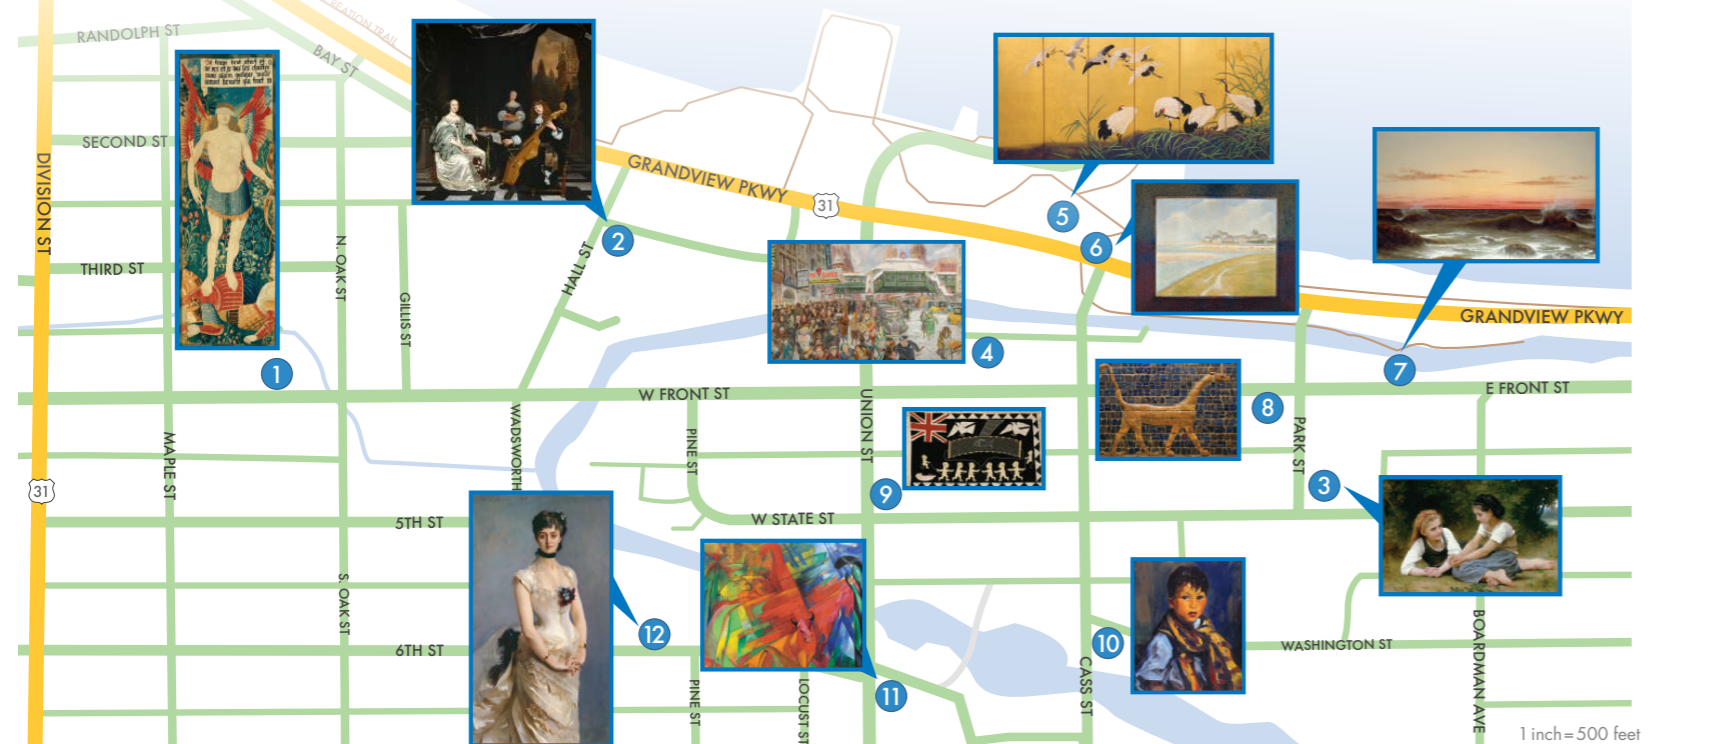 REATION TRAIL
RANDOLPH ST
BAY ST
SECOND ST
DIVISION ST
GRANDVIEW PKWY
31
5
2
6
THIRD ST
N. OAK ST
GILLIS ST
HALL ST
GRANDVIEW PKWY
4
7
1
W FRONT ST
E FRONT ST
UNION ST
8
WADSWORTH
MAPLE ST
PINE ST
PARK ST
31
9
3
5TH ST
W STATE ST
S. OAK ST
12
10
6TH ST
WASHINGTON ST
BOARDMAN AVE
CASS ST
11
PINE ST
LOCUST ST
1 inch = 500 feet